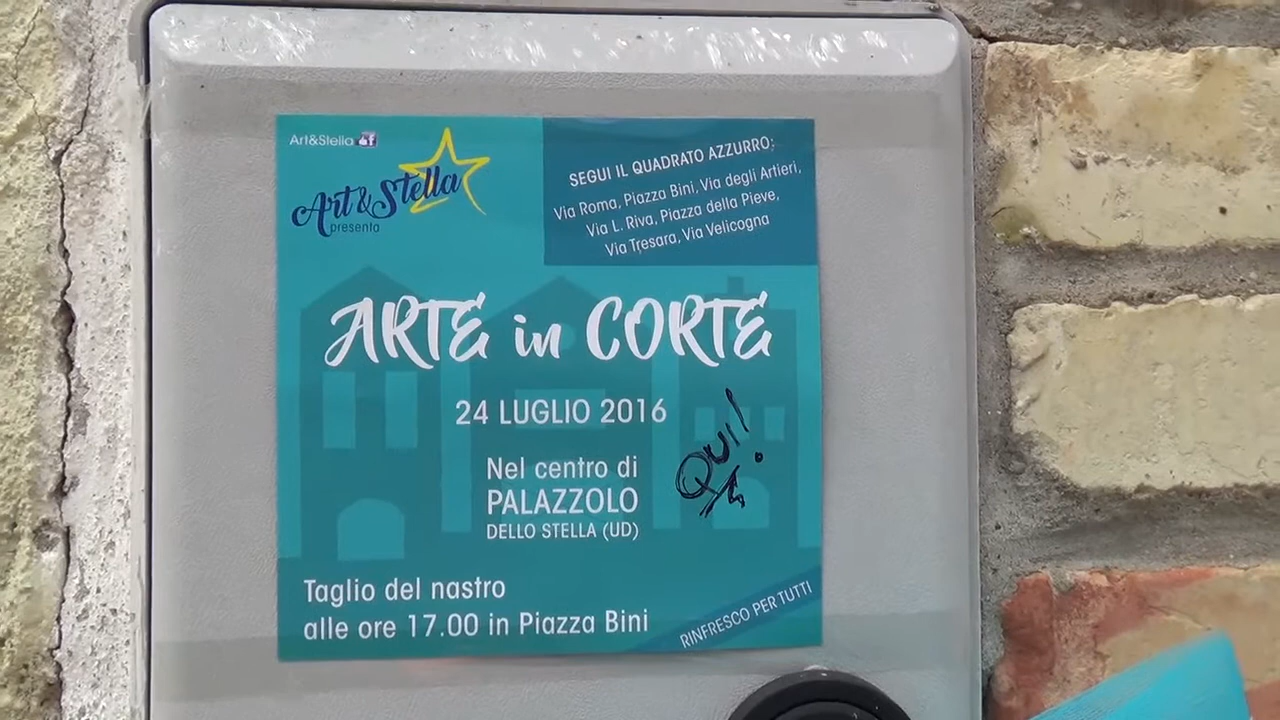 Art&Stella f
Art&Stella
presenta
SEGUI IL QUADRATO AZZURRO:
Via Roma, Piazza Bini, Via degli Artieri,
Via L. Riva, Piazza della Pieve,
Via Tresara, Via Velicogna
ARTE in CORTE
24 LUGLIO 2016
QUI!
Nel centro di
PALAZZOLO
DELLO STELLA (UD)
Taglio del nastro
alle ore 17.00 in Piazza Bini
RINFRESCO PER TUTTI